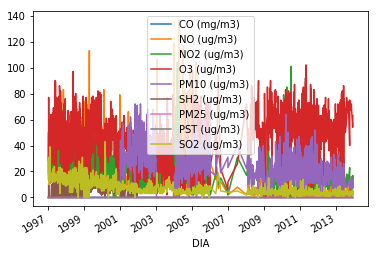 140
120
100
80
60
40
20
0
CO (mg/m3)
NO (ug/m3)
NO2 (ug/m3)
O3 (ug/m3)
PM10 (ug/m3)
SH2 (ug/m3)
PM25 (ug/m3)
PST (ug/m3)
SO2 (ug/m3)
1997 1999 2001 2003 2005 2007 2009 2011 2013
DIA